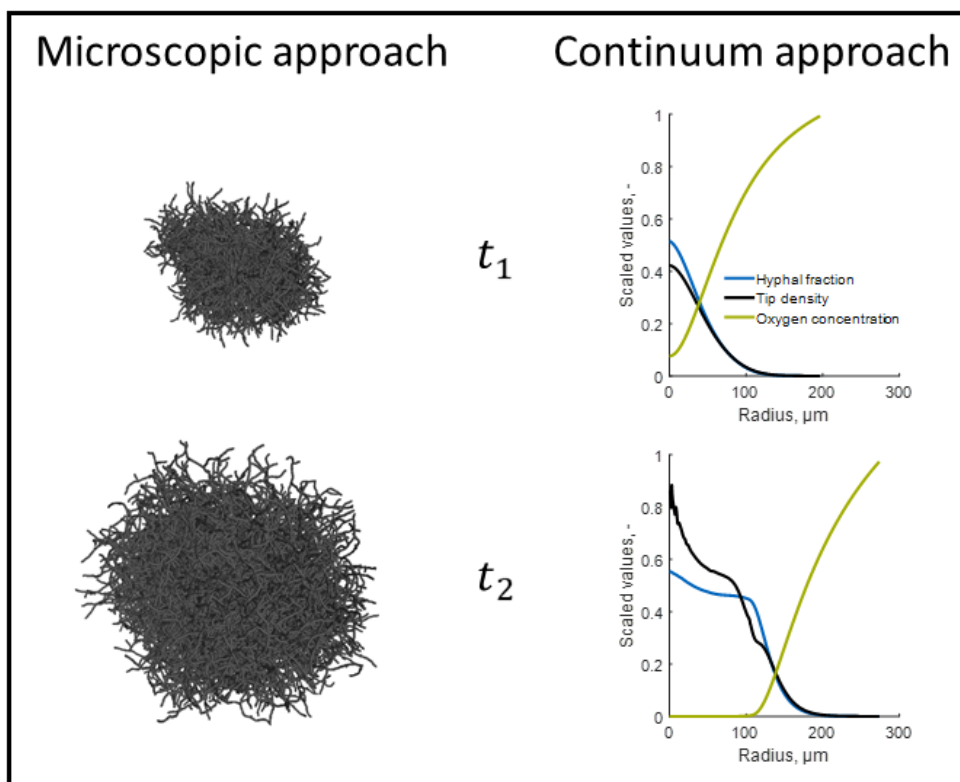 Microscopic approach
Continuum approach
t₁
1
0.8
0.6
0.4
0.2
0
Scaled values, -
Hyphal fraction
Tip density
Oxygen concentration
0 100 200 300
Radius, µm
t₂
1
0.8
0.6
0.4
0.2
0
Scaled values, -
0 100 200 300
Radius, µm